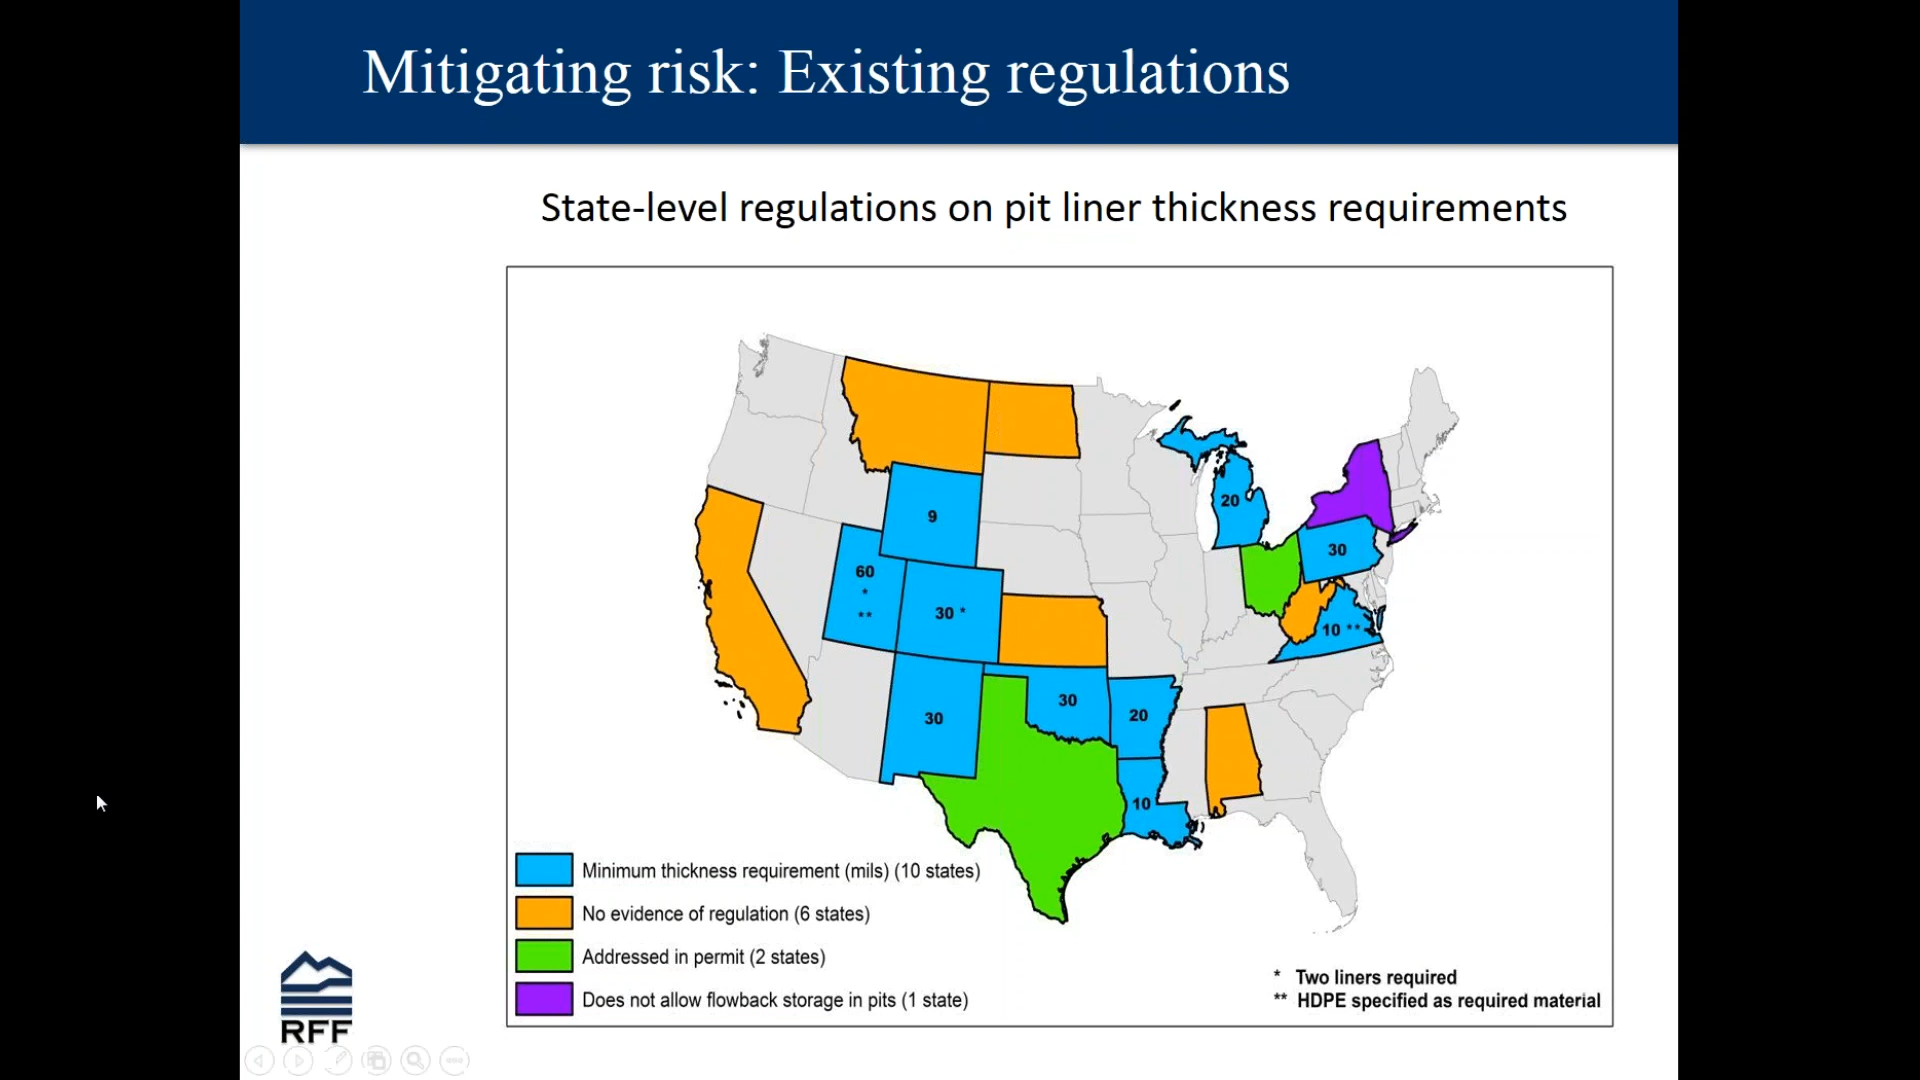 Mitigating risk: Existing regulations
State-level regulations on pit liner thickness requirements
9
20
60
*
**
30 *
30
10 **
30
30
20
10
Minimum thickness requirement (mils) (10 states)
No evidence of regulation (6 states)
Addressed in permit (2 states)
Does not allow flowback storage in pits (1 state)
* Two liners required
** HDPE specified as required material
RFF